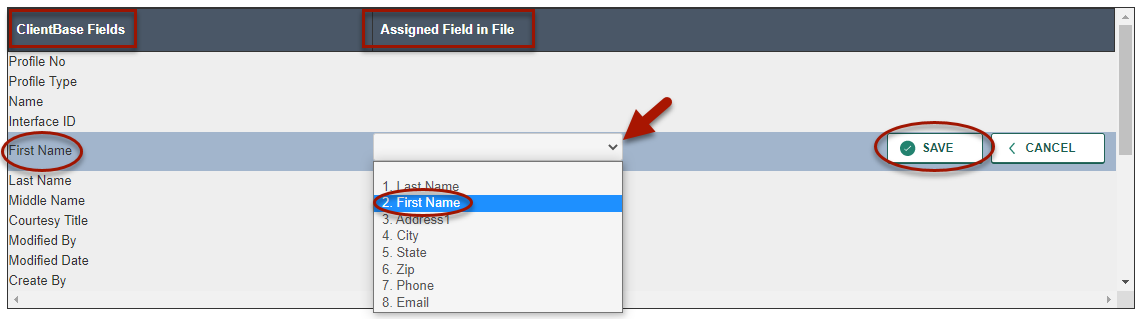 ClientBase Fields Assigned Field in File
Profile No
Profile Type
Name
Interface ID
First Name SAVE CANCEL
Last Name
Middle Name
Courtesy Title
Modified By
Modified Date
Create By
1. Last Name
2. First Name
3. Address1
4. City
5. State
6. Zip
7. Phone
8. Email